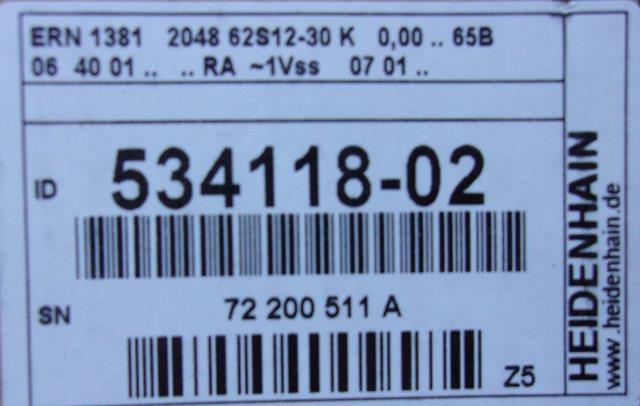 ERN 1381 2048 62S12-30 K 0,00 .. 65B
06 40 01 .. .. RA ~1Vss 07 01 ..
ID 534118-02
SN 72 200 511 A
Z5
HEIDENHAIN
www.heidenhain.de